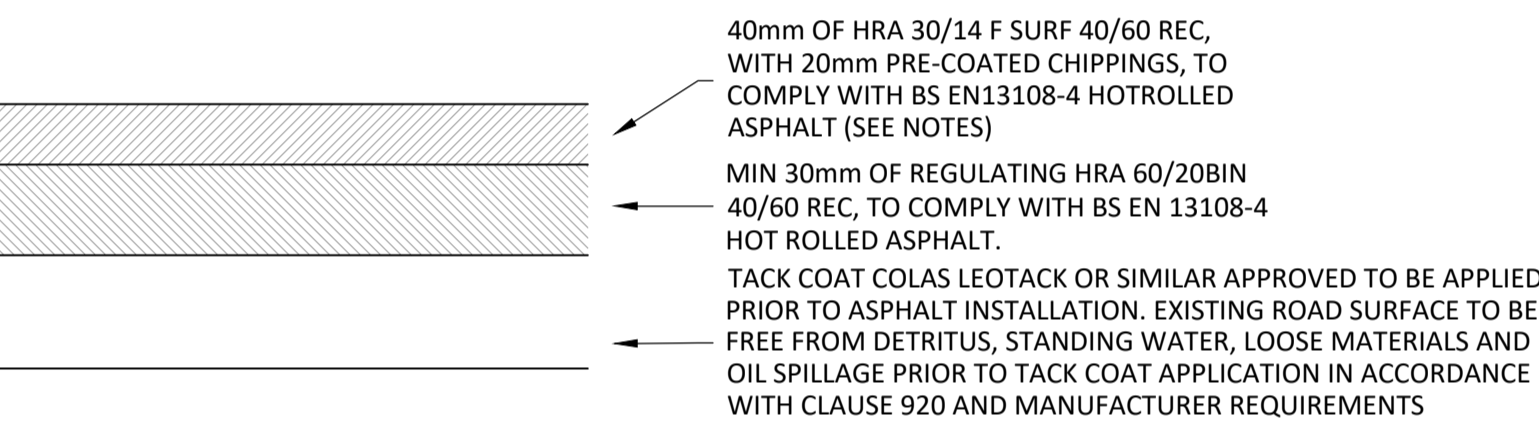 40mm OF HRA 30/14 F SURF 40/60 REC,
WITH 20mm PRE-COATED CHIPPINGS, TO
COMPLY WITH BS EN13108-4 HOTROLLED
ASPHALT (SEE NOTES)
MIN 30mm OF REGULATING HRA 60/20BIN
40/60 REC, TO COMPLY WITH BS EN 13108-4
HOT ROLLED ASPHALT.
TACK COAT COLAS LEOTACK OR SIMILAR APPROVED TO BE APPLIED
PRIOR TO ASPHALT INSTALLATION. EXISTING ROAD SURFACE TO BE
FREE FROM DETRITUS, STANDING WATER, LOOSE MATERIALS AND
OIL SPILLAGE PRIOR TO TACK COAT APPLICATION IN ACCORDANCE
WITH CLAUSE 920 AND MANUFACTURER REQUIREMENTS